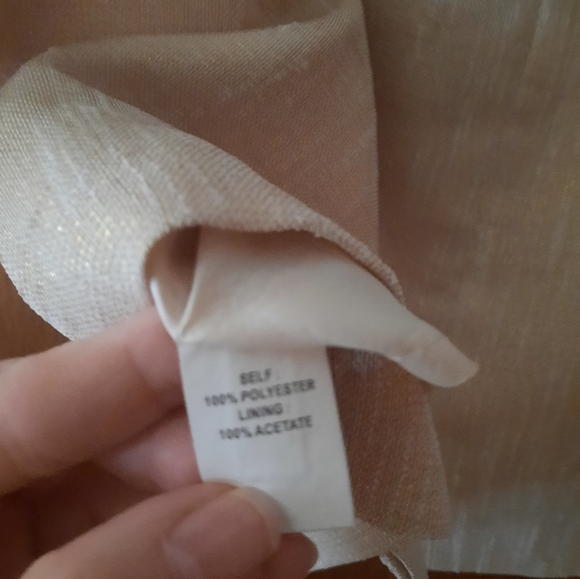 SELF
100% POLYESTER
LINING
100% ACETATE